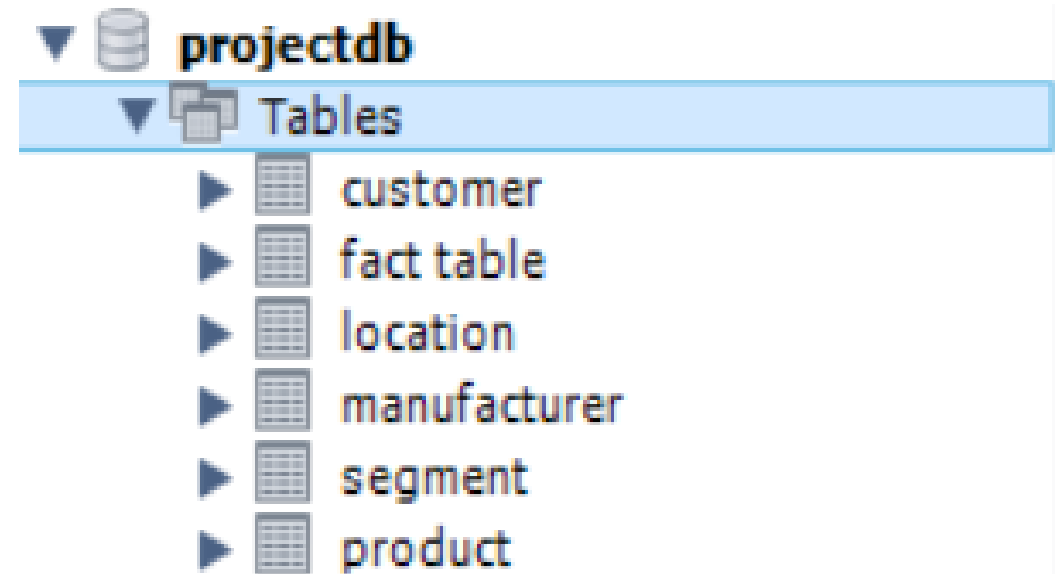 projectdb
Tables
customer
fact table
location
manufacturer
segment
product